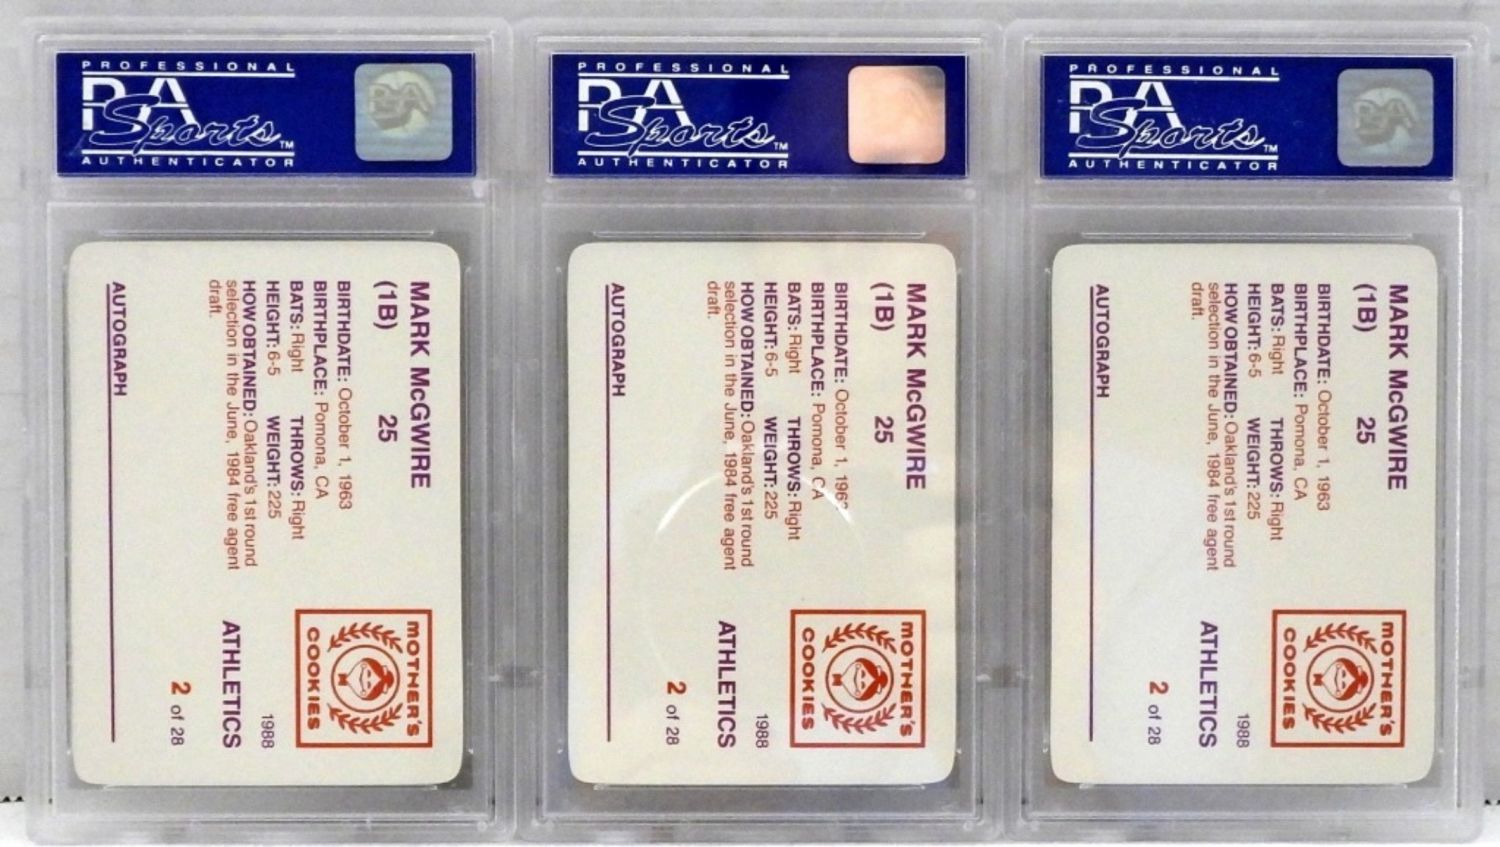 PROFESSIONAL
PSA
Sports™
AUTHENTICATOR
MARK McGWIRE
(1B) 25
BIRTHDATE: October 1, 1963
BIRTHPLACE: Pomona, CA
BATS: Right THROWS: Right
HEIGHT: 6-5 WEIGHT: 225
HOW OBTAINED: Oakland's 1st round
selection in the June, 1984 free agent
draft.
AUTOGRAPH
MOTHER'S
COOKIES
1988
ATHLETICS
2 of 28
PROFESSIONAL
PSA
Sports™
AUTHENTICATOR
MARK McGWIRE
(1B) 25
BIRTHDATE: October 1,
BIRTHPLACE: Pomona, CA
BATS: Right THROWS: Right
HEIGHT: 6-5 WEIGHT: 225
HOW OBTAINED: Oakland's 1st round
selection in the June, 1984 free agent
draft.
AUTOGRAPH
MOTHER'S
COOKIES
1988
ATHLETICS
2 of 28
PROFESSIONAL
PSA
Sports™
AUTHENTICATOR
MARK McGWIRE
(1B) 25
BIRTHDATE: October 1, 1963
BIRTHPLACE: Pomona, CA
BATS: Right THROWS: Right
HEIGHT: 6-5 WEIGHT: 225
HOW OBTAINED: Oakland's 1st round
selection in the June, 1984 free agent
draft.
AUTOGRAPH
MOTHER'S
COOKIES
1988
ATHLETICS
2 of 28